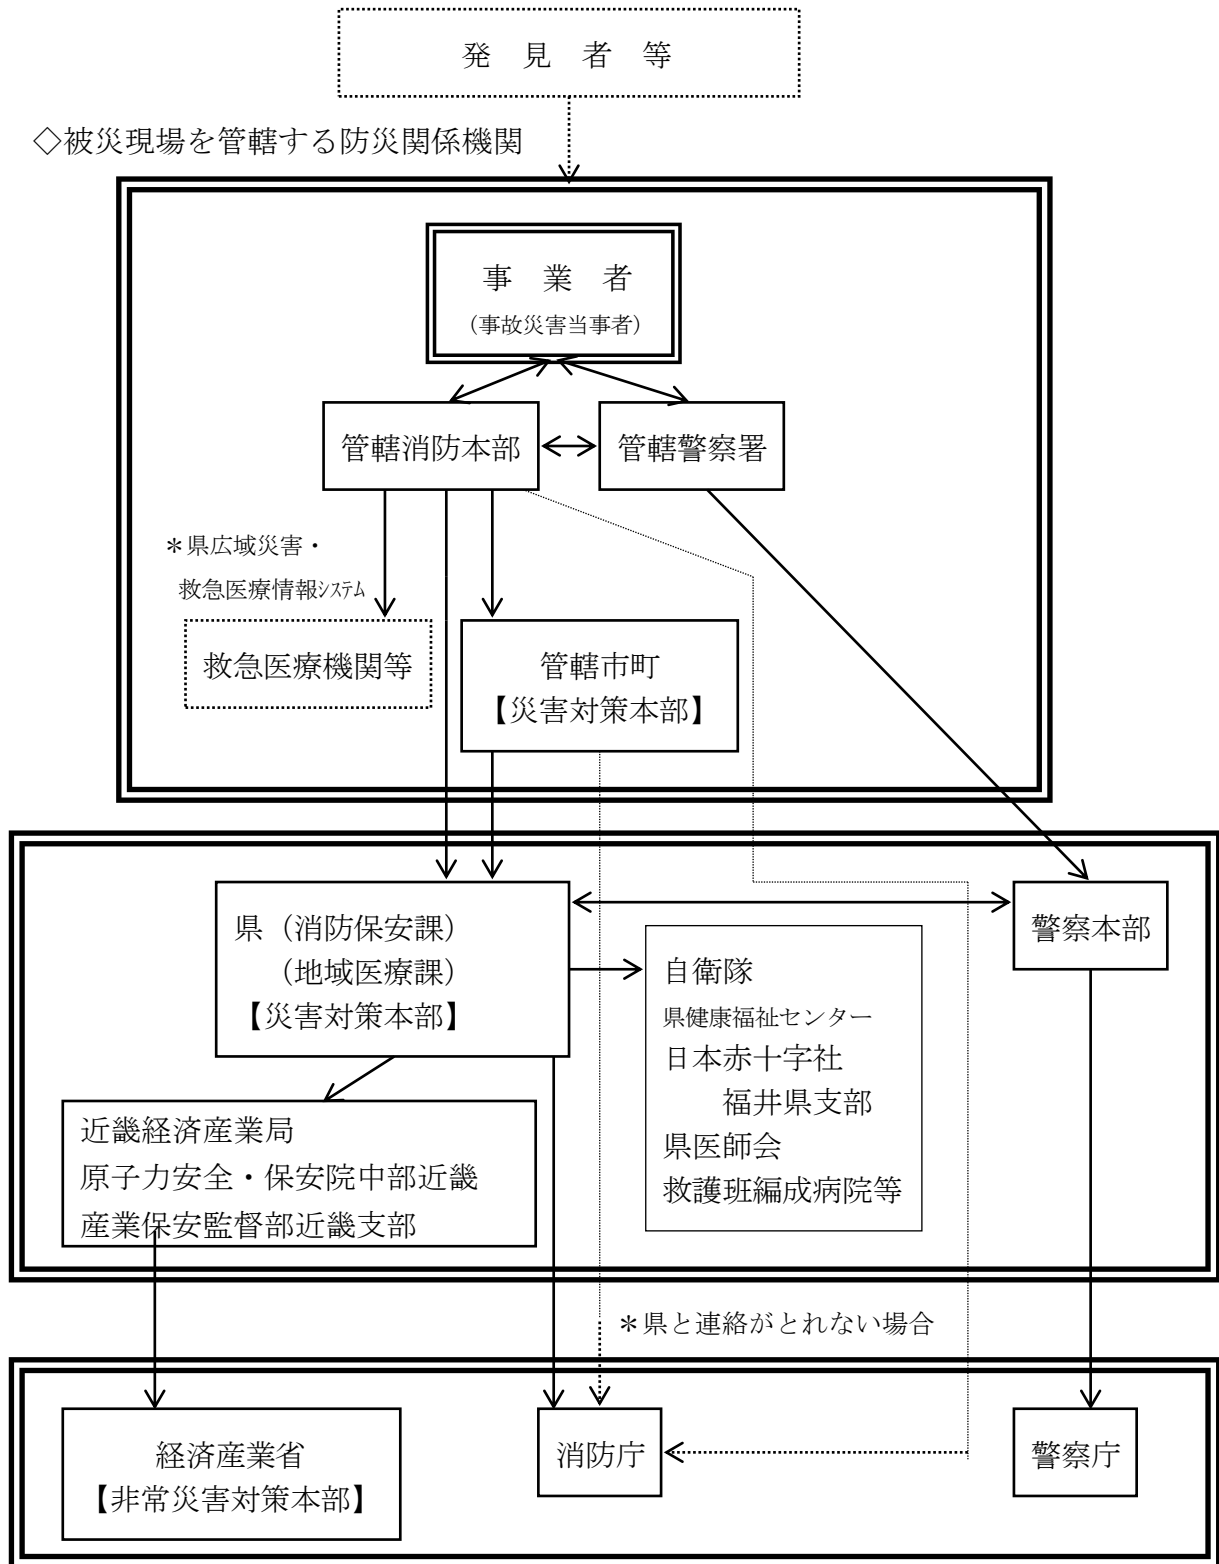 発　見　者　等
◇被災現場を管轄する防災関係機関
事　業　者
（事故災害当事者）
管轄消防本部
管轄警察署
＊県広域災害・
救急医療情報ｼｽﾃﾑ
救急医療機関等
管轄市町
【災害対策本部】
県（消防保安課）
（地域医療課）
【災害対策本部】
警察本部
自衛隊
県健康福祉センター
日本赤十字社
福井県支部
県医師会
救護班編成病院等
近畿経済産業局
原子力安全・保安院中部近畿
産業保安監督部近畿支部
＊県と連絡がとれない場合
経済産業省
【非常災害対策本部】
消防庁
警察庁